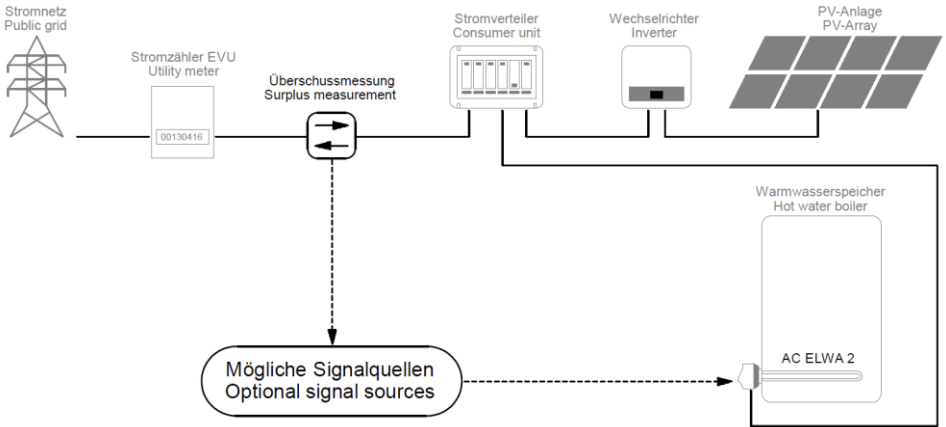 Stromnetz
Public grid
Stromzähler EVU
Utility meter
00130416
Überschussmessung
Surplus measurement
Stromverteiler
Consumer unit
Wechselrichter
Inverter
PV-Anlage
PV-Array
Warmwasserspeicher
Hot water boiler
AC ELWA 2
Mögliche Signalquellen
Optional signal sources